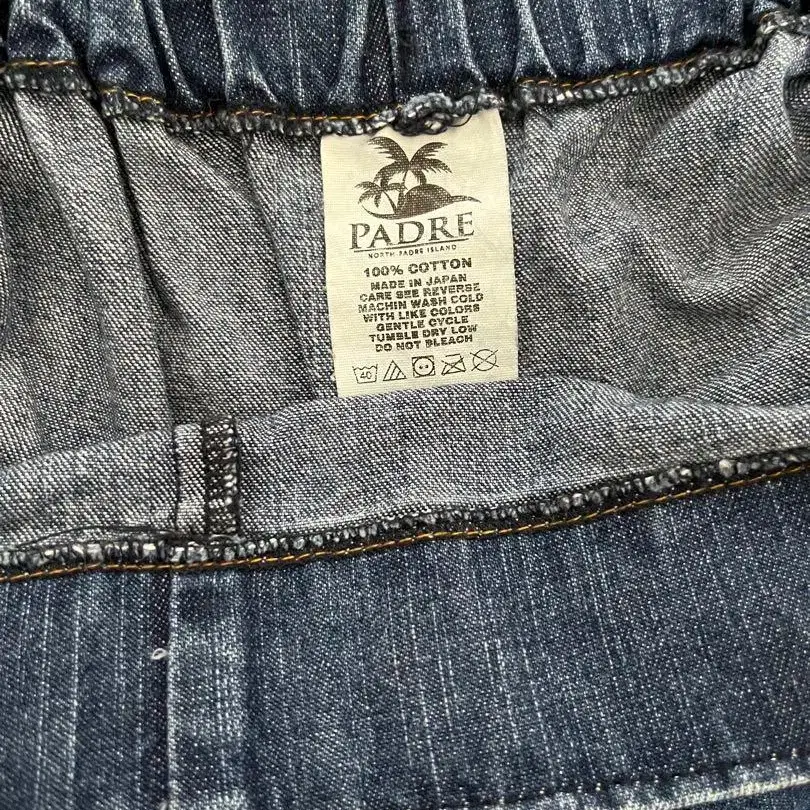 PADRE
NORTH PADRE ISLAND
100% COTTON
MADE IN JAPAN
CARE SEE REVERSE
MACHIN WASH COLD
WITH LIKE COLORS
GENTLE CYCLE
TUMBLE DRY LOW
DO NOT BLEACH
40